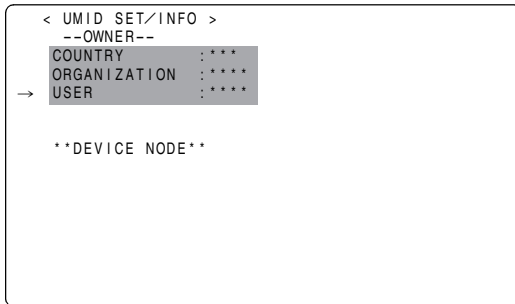 < UMID SET/INFO >
--OWNER--
COUNTRY :***
ORGANIZATION :****
→ USER :****
**DEVICE NODE**